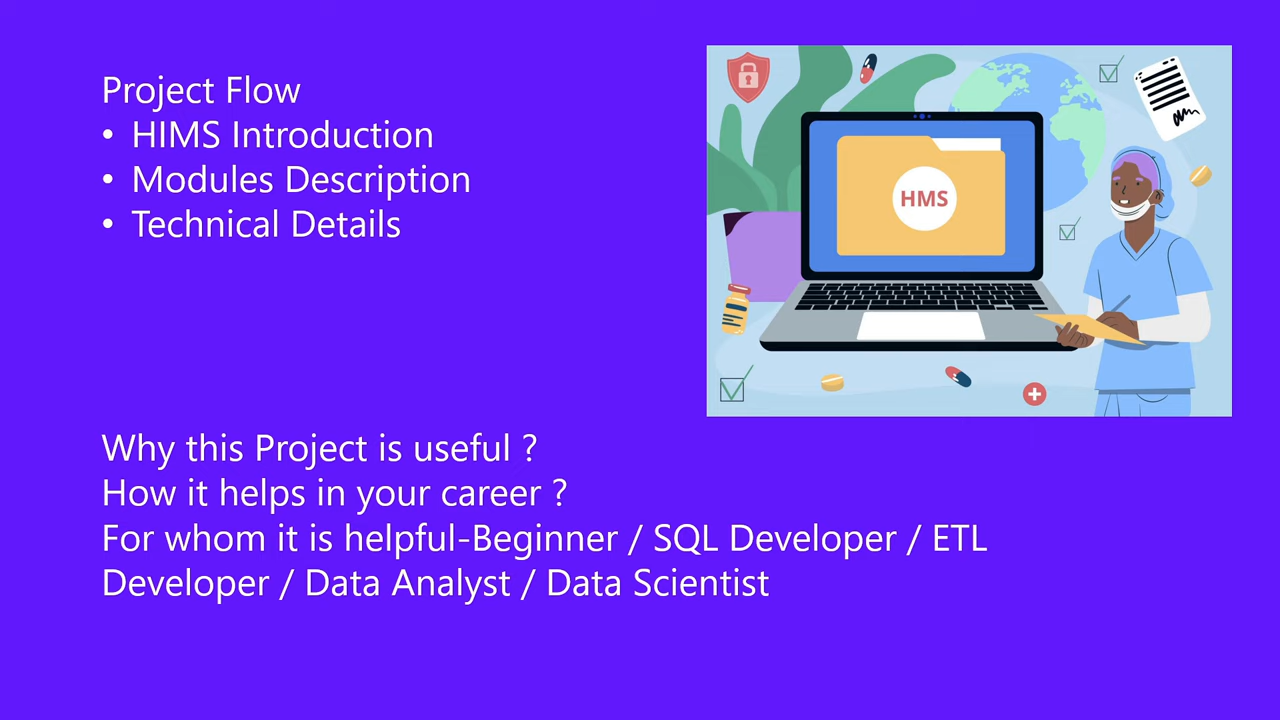 Project Flow
• HIMS Introduction
• Modules Description
• Technical Details
HMS
Why this Project is useful ?
How it helps in your career ?
For whom it is helpful-Beginner / SQL Developer / ETL
Developer / Data Analyst / Data Scientist